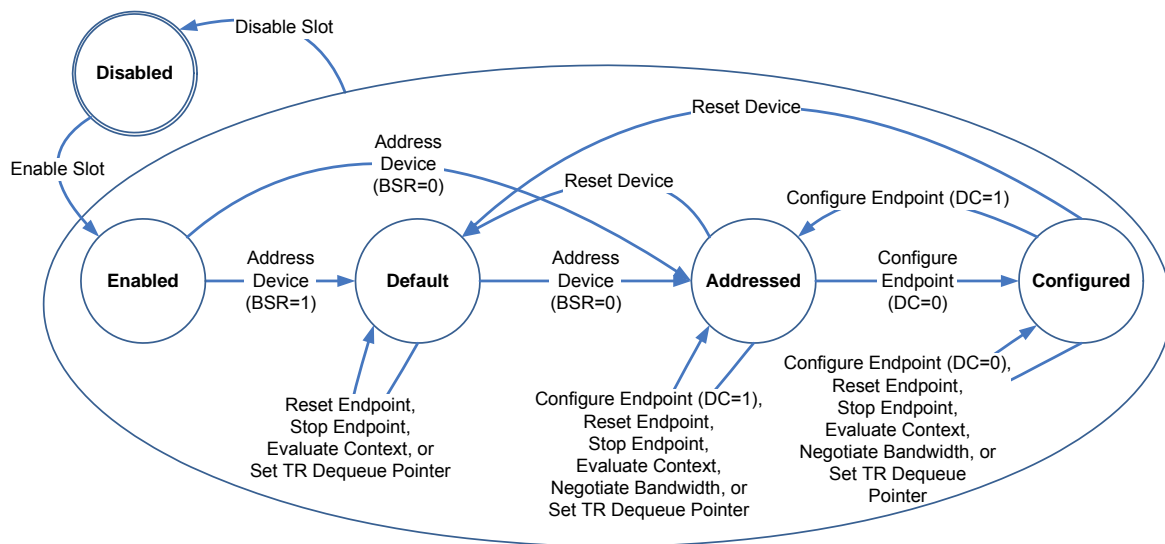 Disable Slot
Disabled
Enable Slot
Reset Device
Address
Device
(BSR=0)
Reset Device
Configure Endpoint (DC=1)
Enabled
Address
Device
(BSR=1)
Default
Address
Device
(BSR=0)
Addressed
Configure
Endpoint
(DC=0)
Configured
Reset Endpoint,
Stop Endpoint,
Evaluate Context, or
Set TR Dequeue Pointer
Configure Endpoint (DC=1),
Reset Endpoint,
Stop Endpoint,
Evaluate Context,
Negotiate Bandwidth, or
Set TR Dequeue Pointer
Configure Endpoint (DC=0),
Reset Endpoint,
Stop Endpoint,
Evaluate Context,
Negotiate Bandwidth, or
Set TR Dequeue
Pointer